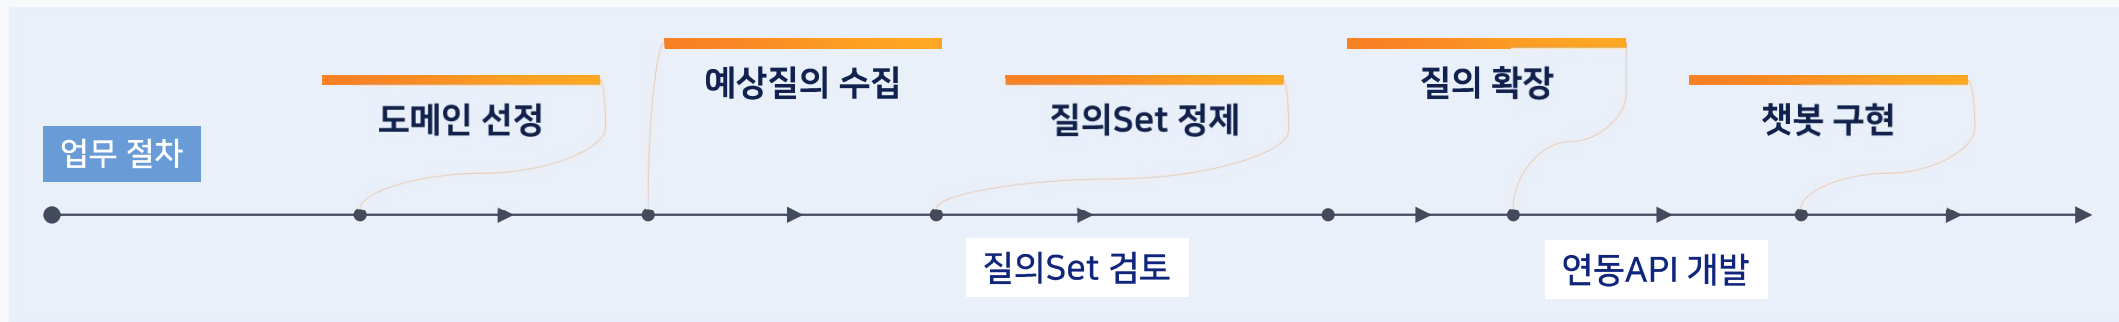 업무 절차
도메인 선정
예상질의 수집
질의Set 정제
질의 확장
챗봇 구현
질의Set 검토
연동API 개발